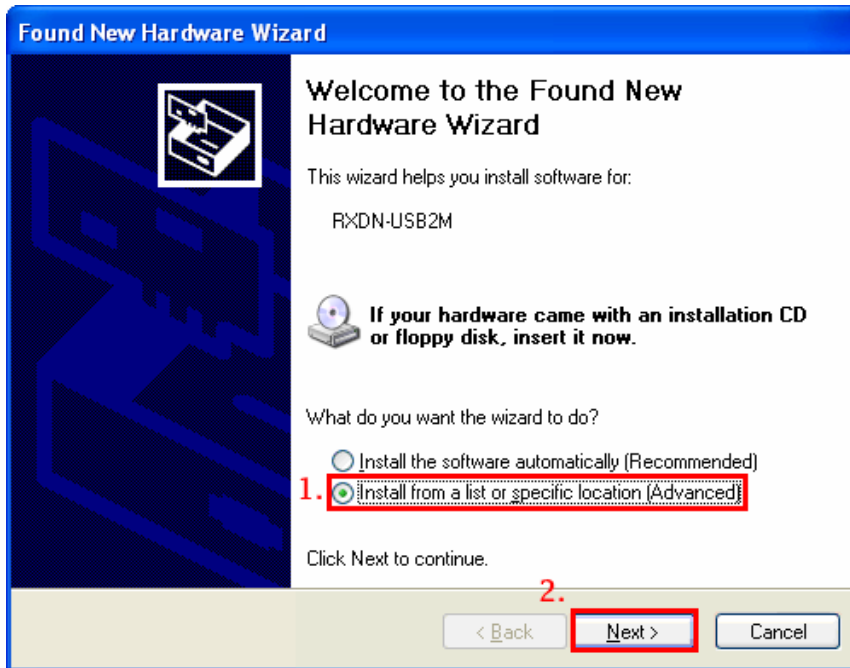 Found New Hardware Wizard
Welcome to the Found New
Hardware Wizard
This wizard helps you install software for:
RXDN-USB2M
If your hardware came with an installation CD
or floppy disk, insert it now.
What do you want the wizard to do?
Install the software automatically (Recommended)
1. Install from a list or specific location (Advanced)
Click Next to continue.
2.
< Back Next > Cancel